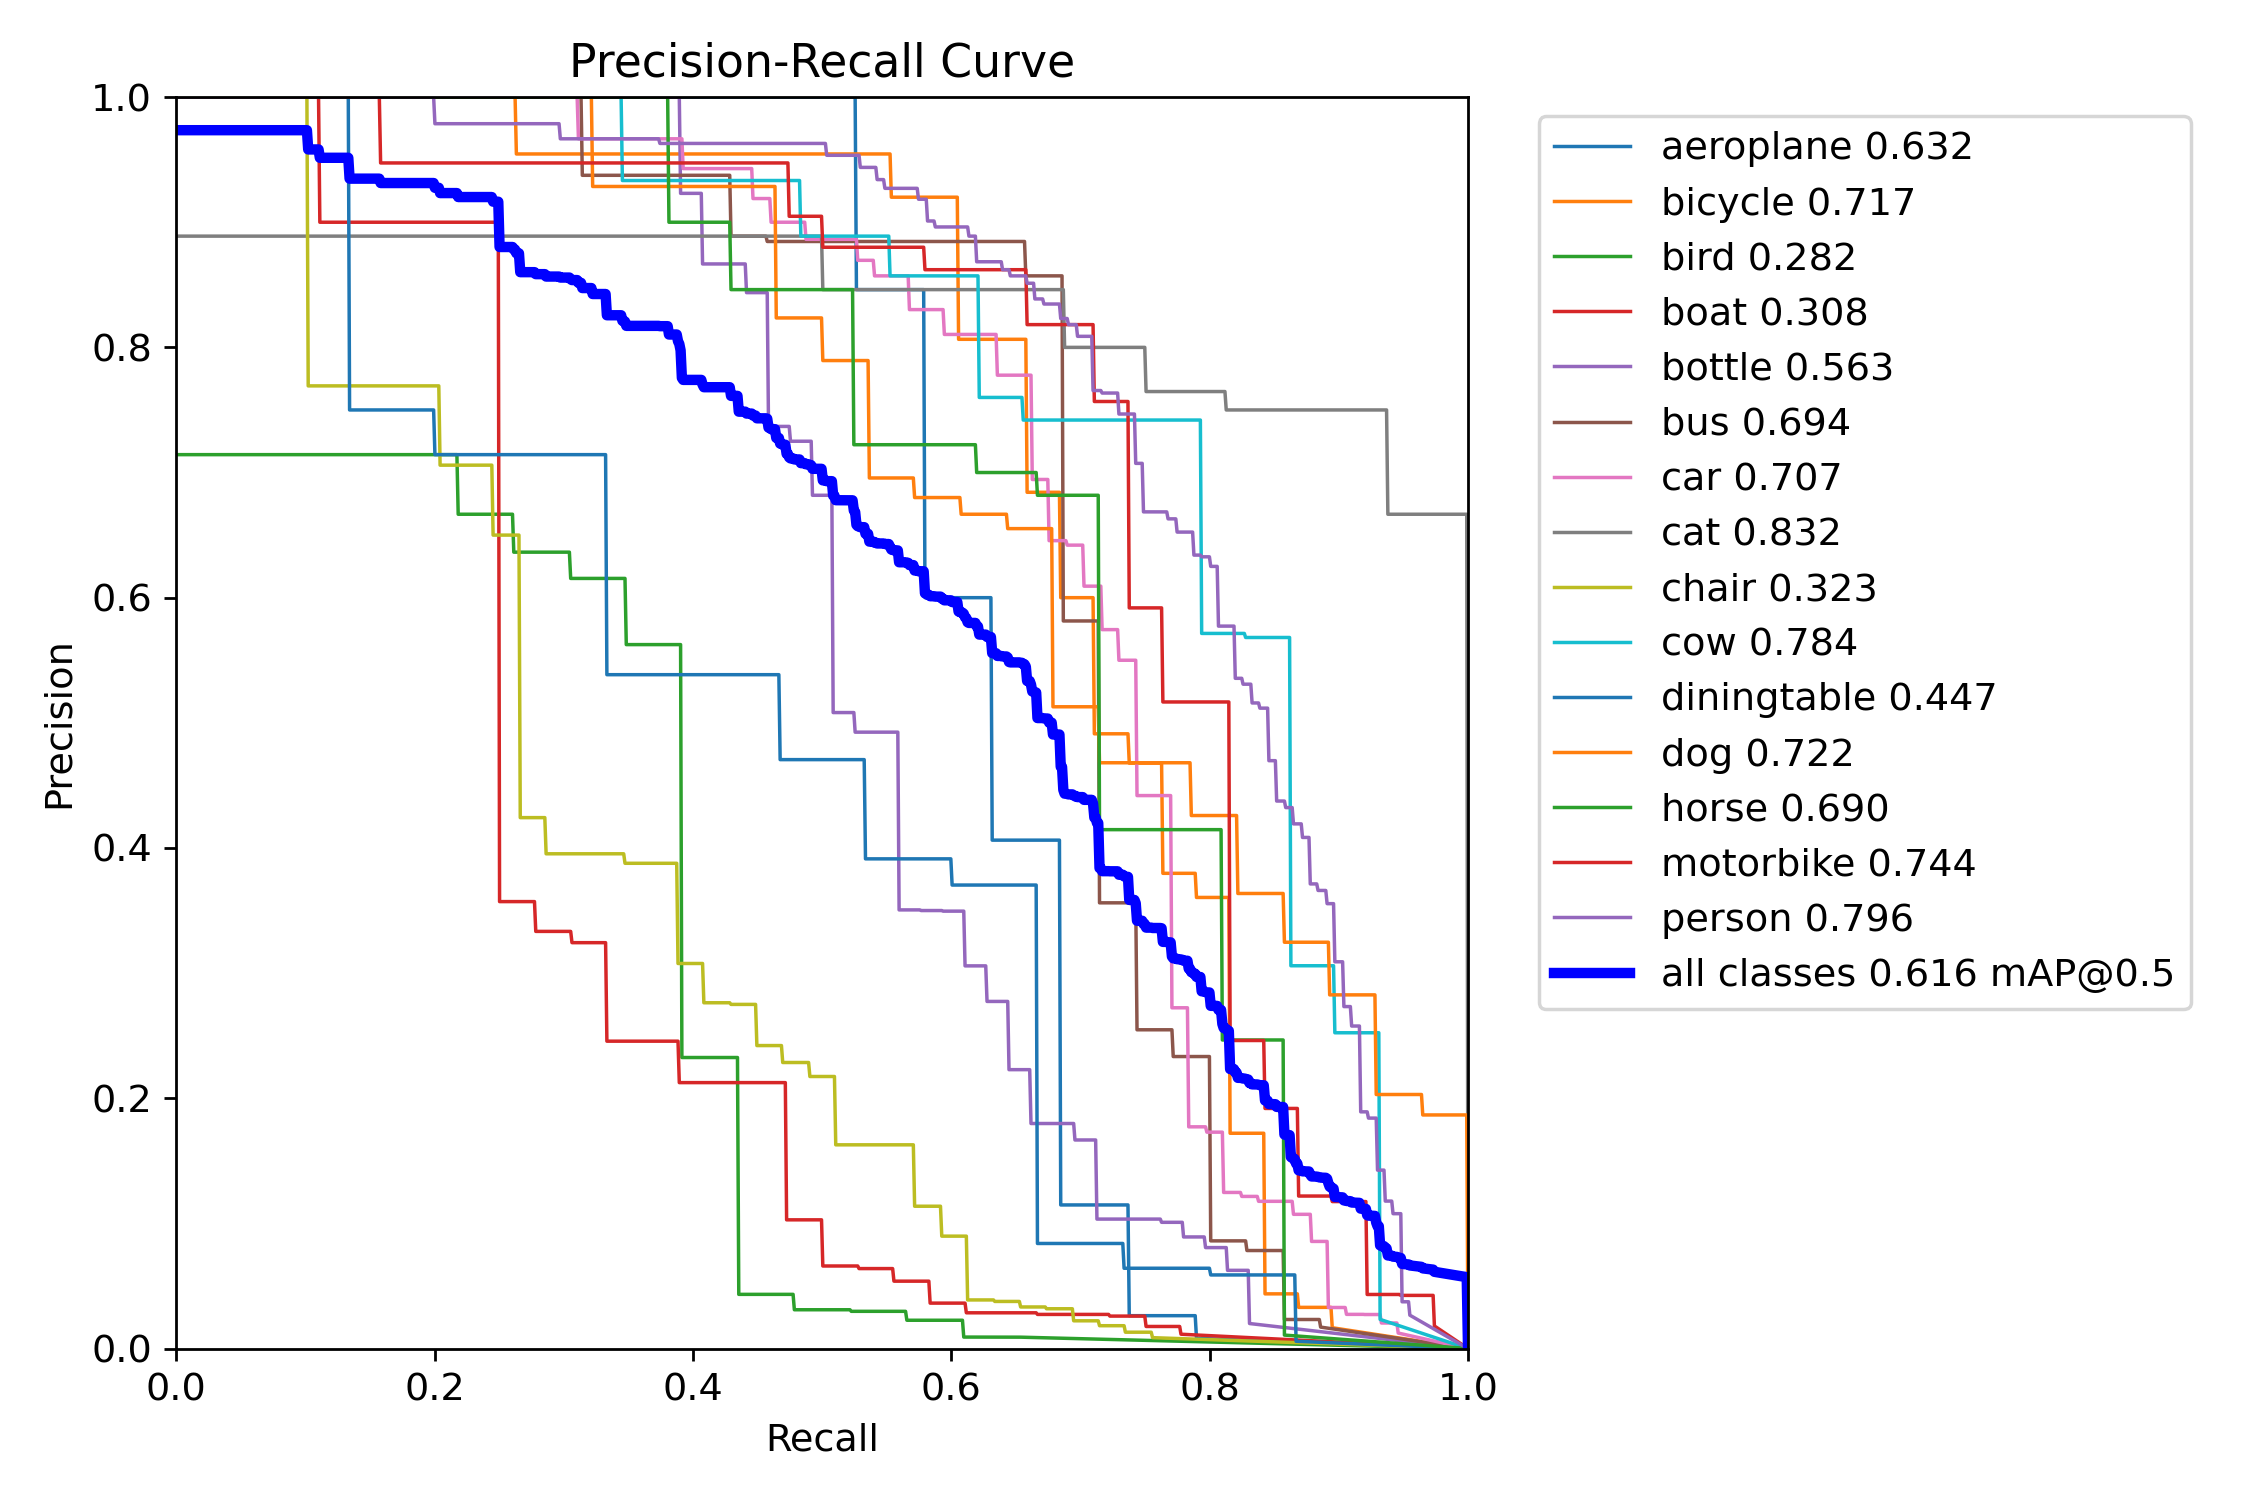 Precision-Recall Curve
1.0
0.8
0.6
0.4
0.2
0.0
Precision
0.0 0.2 0.4 0.6 0.8 1.0
Recall
aeroplane 0.632
bicycle 0.717
bird 0.282
boat 0.308
bottle 0.563
bus 0.694
car 0.707
cat 0.832
chair 0.323
cow 0.784
diningtable 0.447
dog 0.722
horse 0.690
motorbike 0.744
person 0.796
all classes 0.616 mAP@0.5